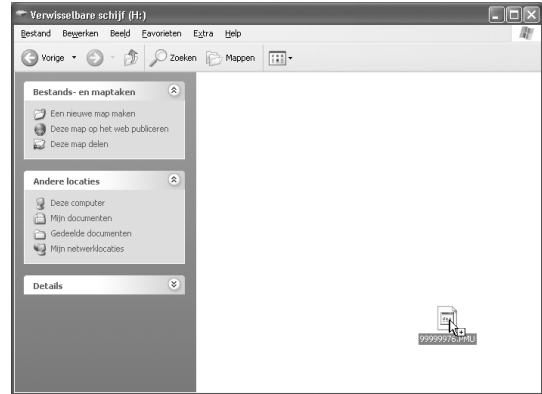 Verwisselbare schijf (H:)
Bestand Bewerken Beeld Favorieten Extra Help
Vorige Zoeken Mappen
Bestands- en maptaken
Een nieuwe map maken
Deze map op het web publiceren
Deze map delen
Andere locaties
Deze computer
Mijn documenten
Gedeelde documenten
Mijn netwerklocaties
Details
99999976.PMU